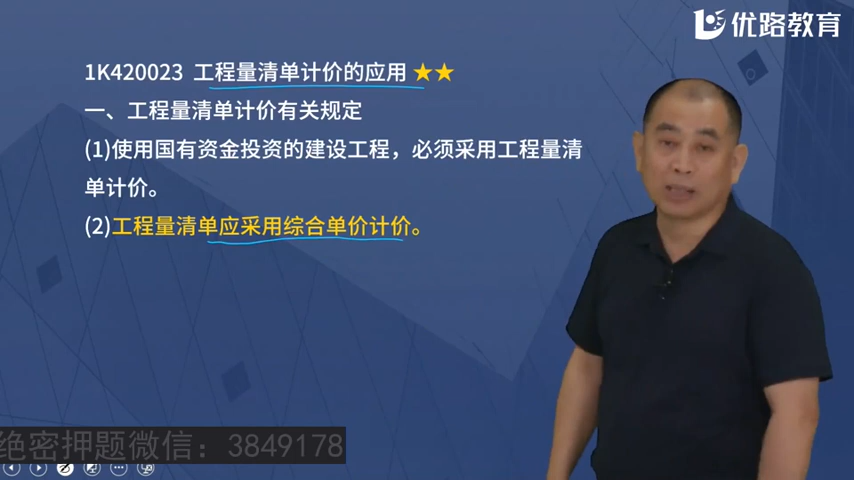 优路教育
1K420023 工程量清单计价的应用 ★★
一、工程量清单计价有关规定
(1)使用国有资金投资的建设工程，必须采用工程量清
单计价。
(2)工程量清单应采用综合单价计价。
绝密押题微信：3849178